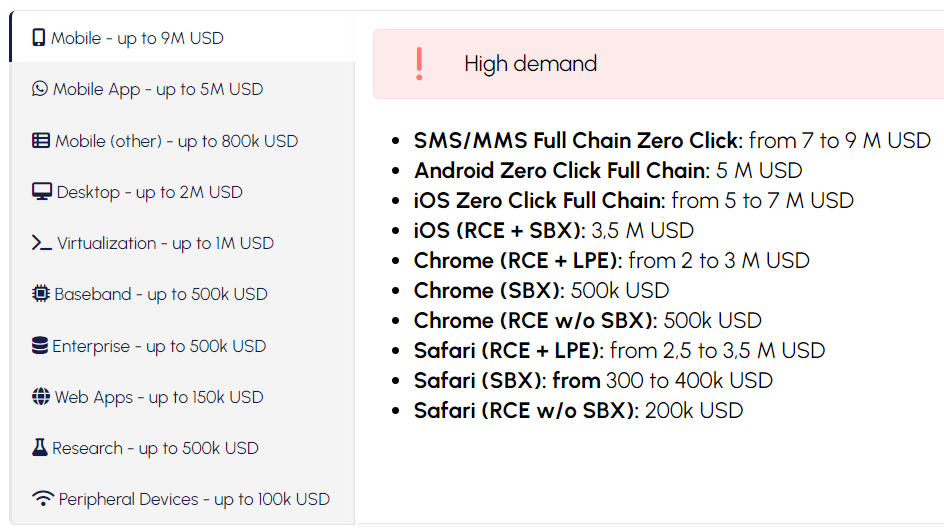 Mobile - up to 9M USD
Mobile App - up to 5M USD
Mobile (other) - up to 800k USD
Desktop - up to 2M USD
Virtualization - up to 1M USD
Baseband - up to 500k USD
Enterprise - up to 500k USD
Web Apps - up to 150k USD
Research - up to 500k USD
Peripheral Devices - up to 100k USD
High demand
SMS/MMS Full Chain Zero Click: from 7 to 9 M USD
Android Zero Click Full Chain: 5 M USD
iOS Zero Click Full Chain: from 5 to 7 M USD
iOS (RCE + SBX): 3,5 M USD
Chrome (RCE + LPE): from 2 to 3 M USD
Chrome (SBX): 500k USD
Chrome (RCE w/o SBX): 500k USD
Safari (RCE + LPE): from 2,5 to 3,5 M USD
Safari (SBX): from 300 to 400k USD
Safari (RCE w/o SBX): 200k USD